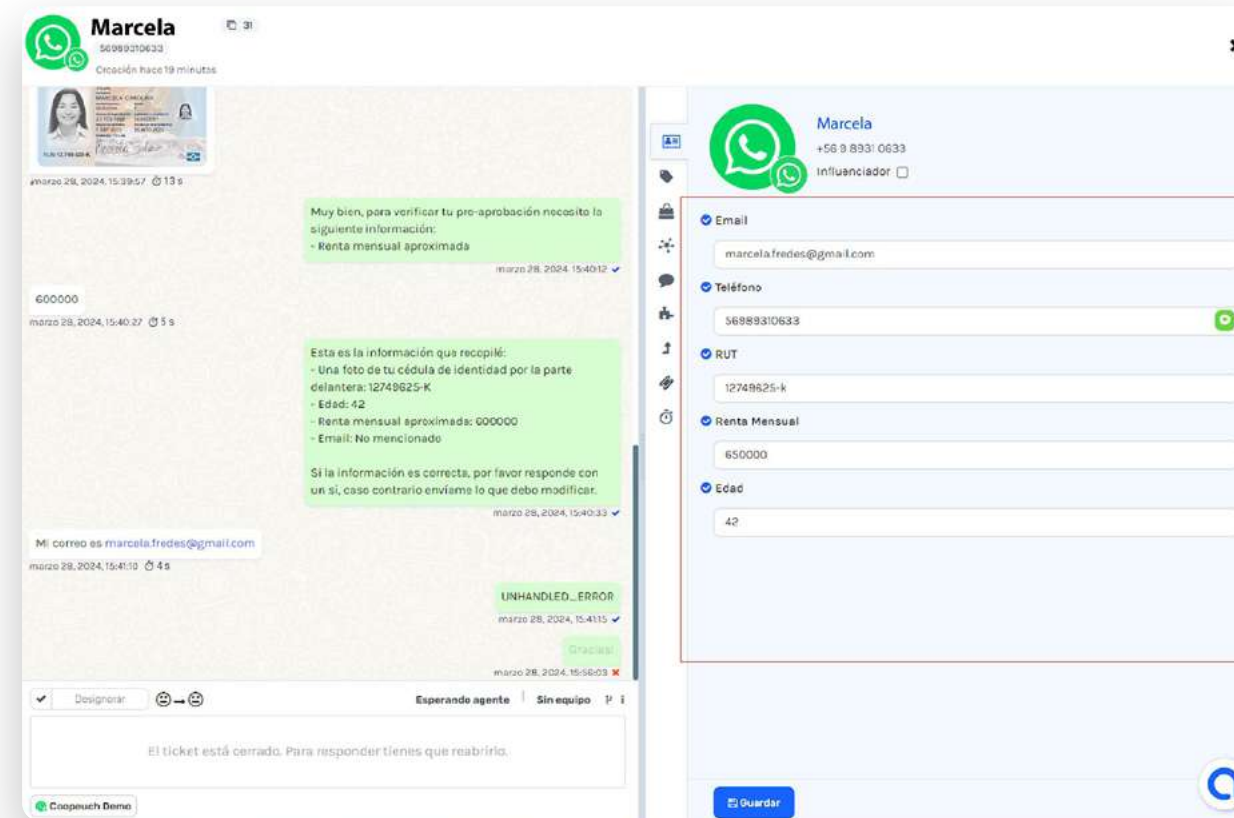 Marcela
31
56989310633
Creación hace 19 minutos
MARCELA CAROLINA
marzo 28, 2024, 15:39:57 13 s
Muy bien, para verificar tu pre-aprobación necesito la
siguiente información:
- Renta mensual aproximada
marzo 28, 2024, 15:40:12
600000
marzo 28, 2024, 15:40:27 5 s
Esta es la información que recopilé:
- Una foto de tu cédula de identidad por la parte
delantera: 12749625-K
- Edad: 42
- Renta mensual aproximada: 600000
- Email: No mencionado
Si la información es correcta, por favor responde con
un si, caso contrario envíame lo que debo modificar.
marzo 28, 2024, 15:40:33
Mi correo es marcela.fredes@gmail.com
marzo 28, 2024, 15:41:10 4 s
UNHANDLED_ERROR
marzo 28, 2024, 15:41:15
Gracias!
marzo 28, 2024, 15:56:03
Designorar
Esperando agente
Sin equipo
El ticket está cerrado. Para responder tienes que reabrirlo.
Coopeuch Demo
Marcela
+56 9 8931 0633
Influenciador
Email
marcela.fredes@gmail.com
Teléfono
56989310633
RUT
12749625-k
Renta Mensual
650000
Edad
42
Guardar